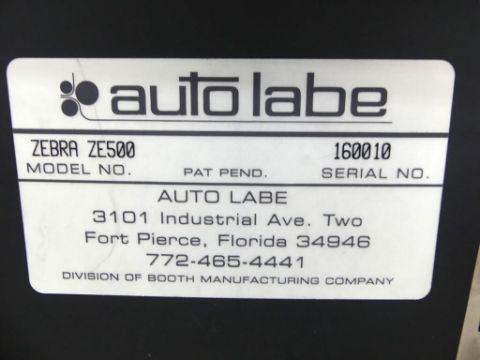 auto labe
ZEBRA ZE500 160010
MODEL NO. PAT PEND. SERIAL NO.
AUTO LABE
3101 Industrial Ave. Two
Fort Pierce, Florida 34946
772-465-4441
DIVISION OF BOOTH MANUFACTURING COMPANY